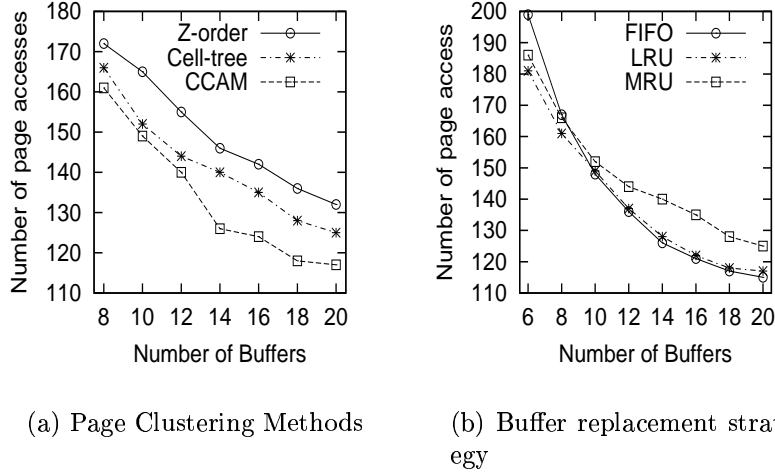 180
170
160
150
140
130
120
110
Number of page accesses
Z-order
Cell-tree
CCAM
8 10 12 14 16 18 20
Number of Buffers
(a) Page Clustering Methods
200
190
180
170
160
150
140
130
120
110
Number of page access
FIFO
LRU
MRU
6 8 10 12 14 16 18 20
Number of Buffers
(b) Buffer replacement strat
egy